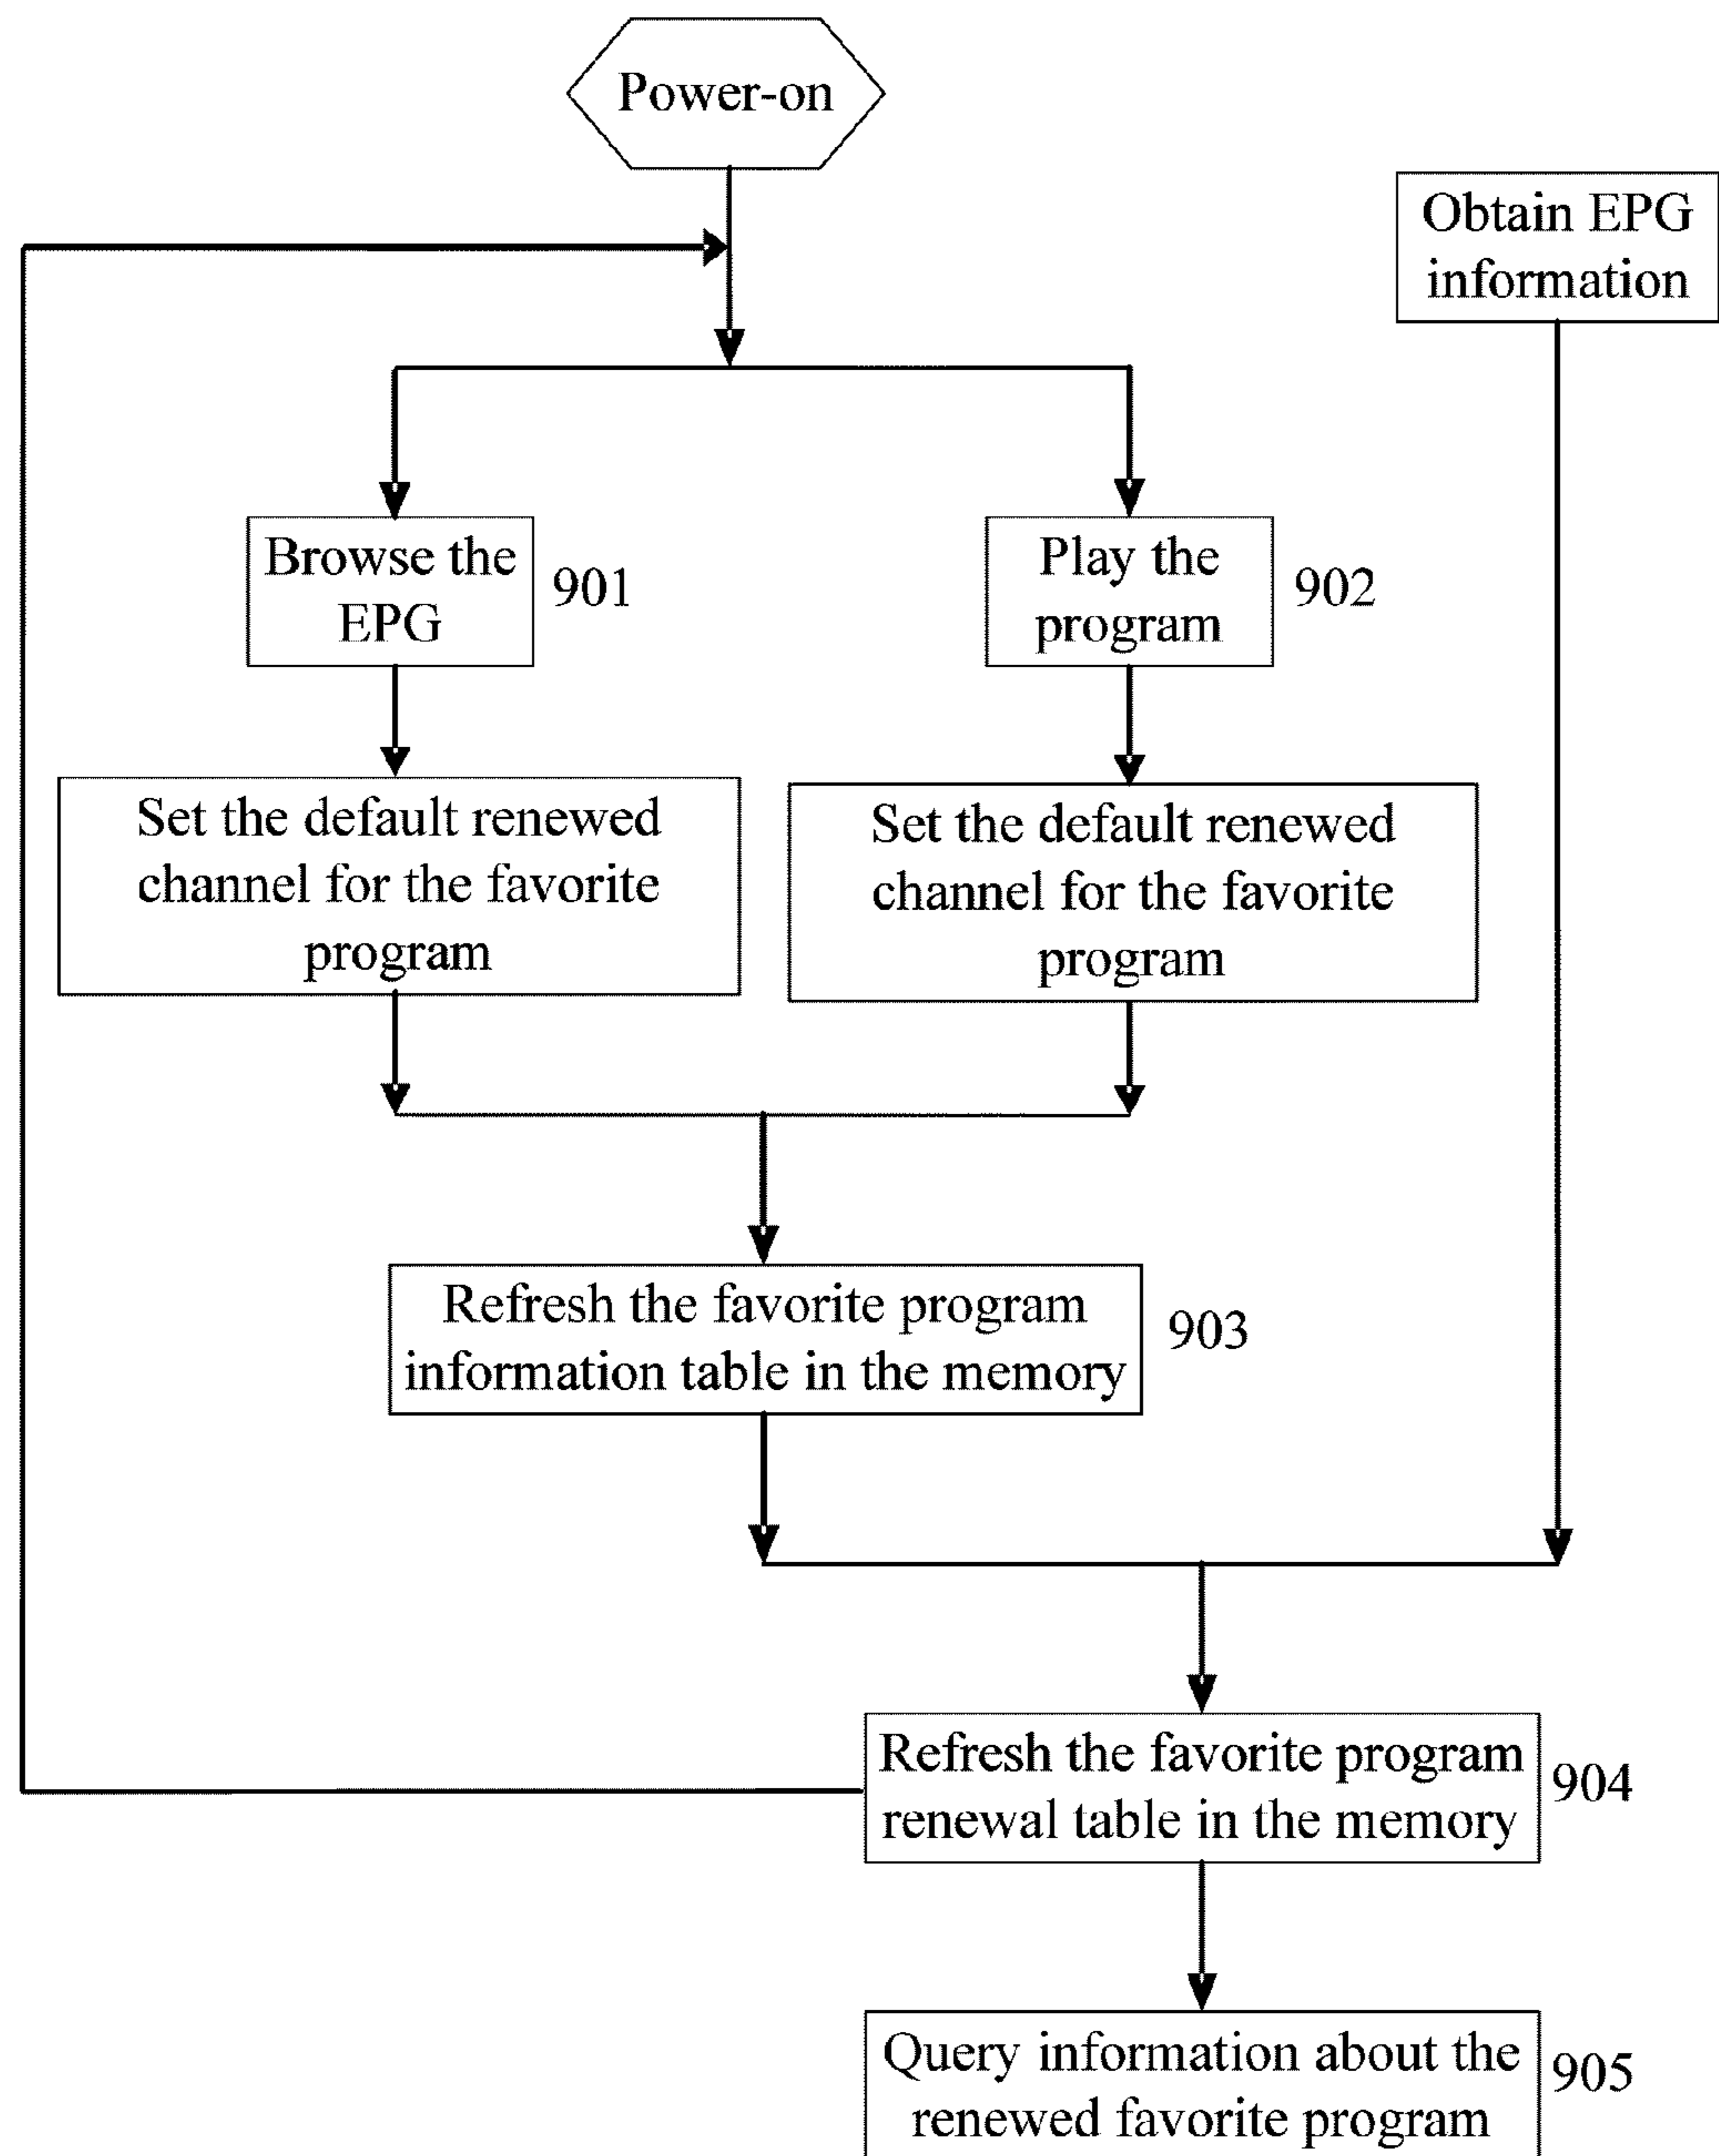 Power-on
Obtain EPG
information
Browse the
EPG
901
Play the
program
902
Set the default renewed
channel for the favorite
program
Set the default renewed
channel for the favorite
program
Refresh the favorite program
information table in the memory
903
Refresh the favorite program
renewal table in the memory
904
Query information about the
renewed favorite program
905